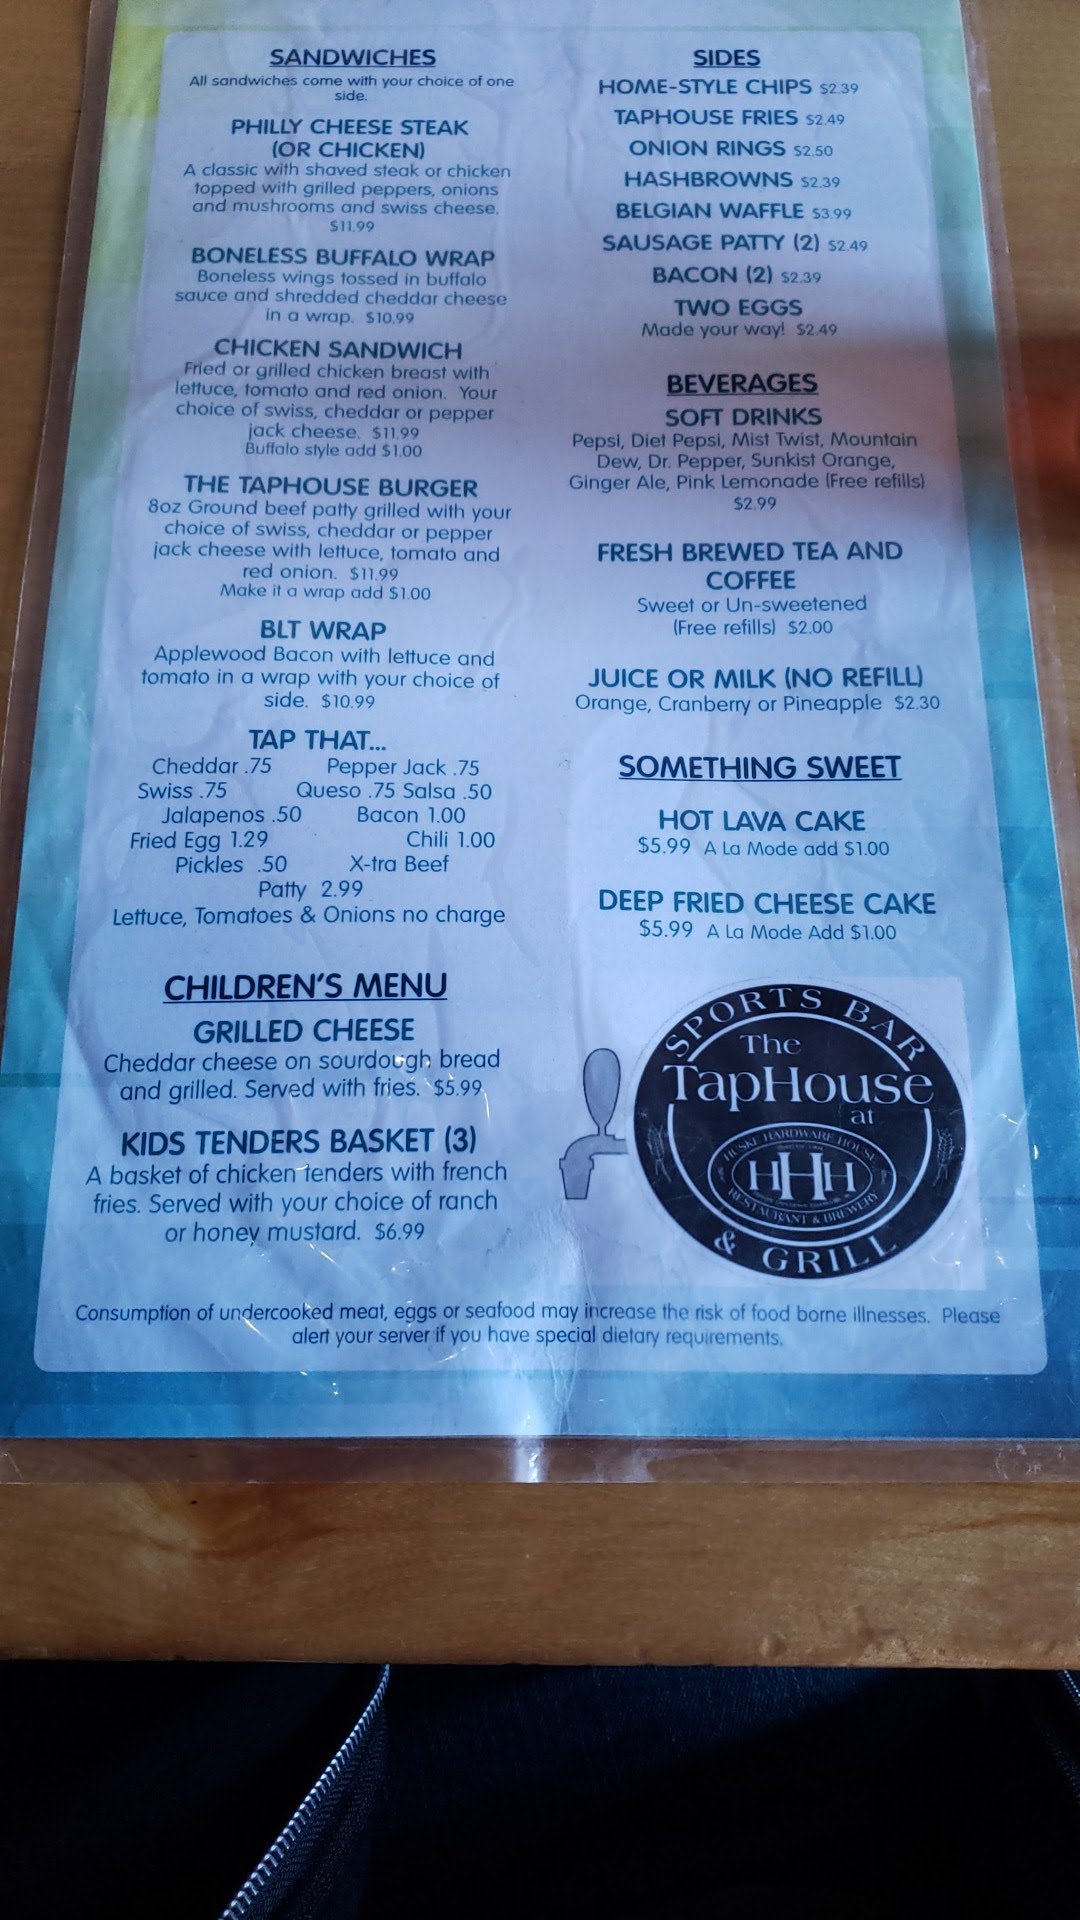 SANDWICHES
All sandwiches come with your choice of one
side.
PHILLY CHEESE STEAK
(OR CHICKEN)
A classic with shaved steak or chicken
topped with grilled peppers, onions
and mushrooms and swiss cheese.
$11.99
BONELESS BUFFALO WRAP
Boneless wings tossed in buffalo
sauce and shredded cheddar cheese
in a wrap. $10.99
CHICKEN SANDWICH
Fried or grilled chicken breast with
lettuce, tomato and red onion. Your
choice of swiss, cheddar or pepper
jack cheese. $11.99
Buffalo style add $1.00
THE TAPHOUSE BURGER
8oz Ground beef patty grilled with your
choice of swiss, cheddar or pepper
jack cheese with lettuce, tomato and
red onion. $11.99
Make it a wrap add $1.00
BLT WRAP
Applewood Bacon with lettuce and
tomato in a wrap with your choice of
side. $10.99
TAP THAT...
Cheddar .75 Pepper Jack .75
Swiss .75 Queso .75 Salsa .50
Jalapenos .50 Bacon 1.00
Fried Egg 1.29 Chili 1.00
Pickles .50 X-tra Beef
Patty 2.99
Lettuce, Tomatoes & Onions no charge
CHILDREN'S MENU
GRILLED CHEESE
Cheddar cheese on sourdough bread
and grilled. Served with fries. $5.99
KIDS TENDERS BASKET (3)
A basket of chicken tenders with french
fries. Served with your choice of ranch
or honey mustard. $6.99
SIDES
HOME-STYLE CHIPS $2.39
TAPHOUSE FRIES $2.49
ONION RINGS $2.50
HASHBROWNS $2.39
BELGIAN WAFFLE $3.99
SAUSAGE PATTY (2) $2.49
BACON (2) $2.39
TWO EGGS
Made your way! $2.49
BEVERAGES
SOFT DRINKS
Pepsi, Diet Pepsi, Mist Twist, Mountain
Dew, Dr. Pepper, Sunkist Orange,
Ginger Ale, Pink Lemonade (Free refills)
$2.99
FRESH BREWED TEA AND
COFFEE
Sweet or Un-sweetened
(Free refills) $2.00
JUICE OR MILK (NO REFILL)
Orange, Cranberry or Pineapple $2.30
SOMETHING SWEET
HOT LAVA CAKE
$5.99 A La Mode add $1.00
DEEP FRIED CHEESE CAKE
$5.99 A La Mode Add $1.00
SPORTS BAR
The
TapHouse
at
HUSKE HARDWARE HOUSE
HHH
RESTAURANT & BREWERY
& GRILL
Consumption of undercooked meat, eggs or seafood may increase the risk of food borne illnesses. Please
alert your server if you have special dietary requirements.